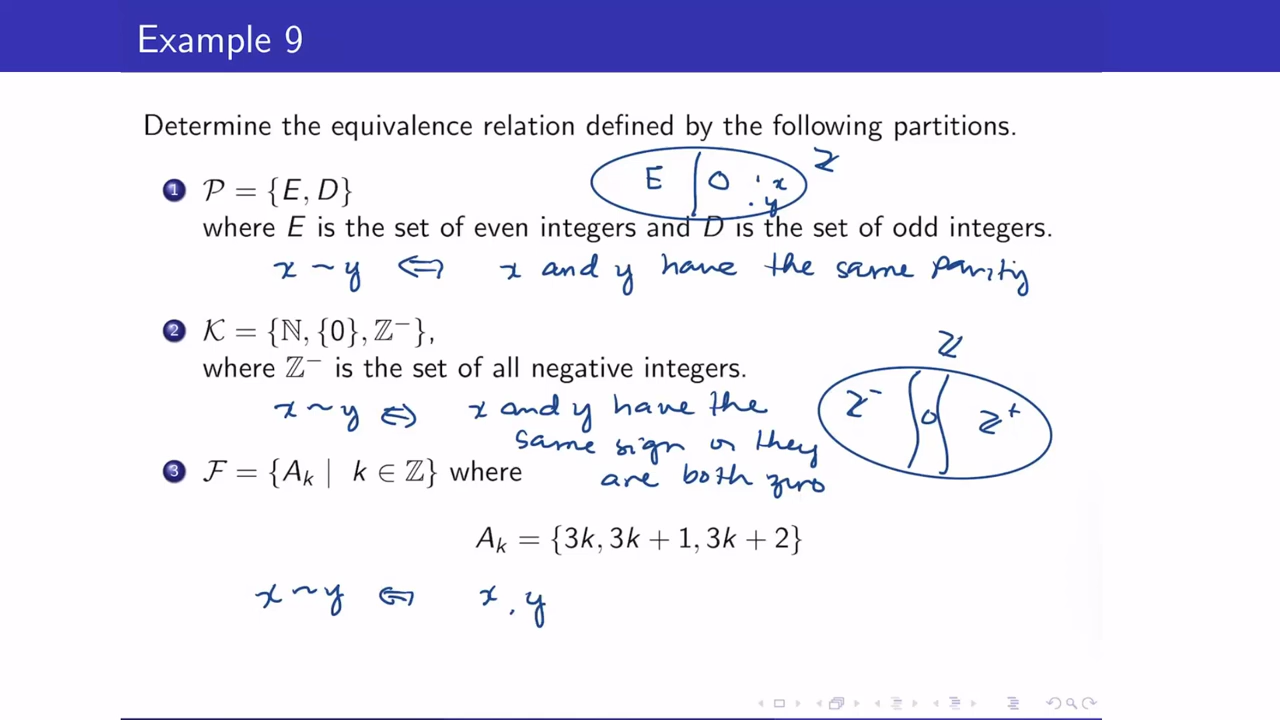 Example 9
Determine the equivalence relation defined by the following partitions.
E | O · x · y ℤ
1 𝒫 = {E, D}
where E is the set of even integers and D is the set of odd integers.
x ~ y ⟺ x and y have the same parity
2 𝒦 = {ℕ, {0}, ℤ⁻},
where ℤ⁻ is the set of all negative integers.
ℤ
ℤ⁻ 0 ℤ⁺
x ~ y ⟺ x and y have the
same sign or they
are both zero
3 ℱ = {Aₖ | k ∈ ℤ} where
Aₖ = {3k, 3k + 1, 3k + 2}
x ~ y ⟺ x, y